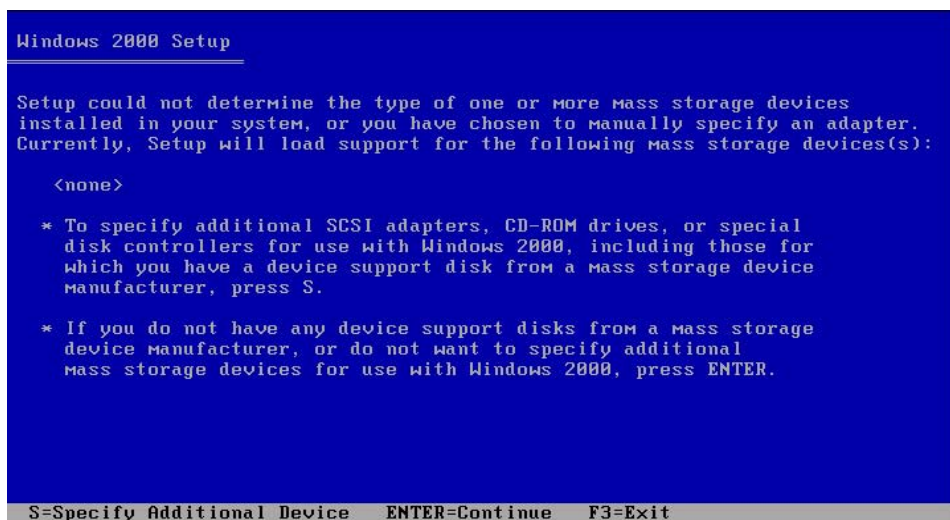 Windows 2000 Setup
Setup could not determine the type of one or more mass storage devices
installed in your system, or you have chosen to manually specify an adapter.
Currently, Setup will load support for the following mass storage devices(s):
<none>
* To specify additional SCSI adapters, CD-ROM drives, or special
disk controllers for use with Windows 2000, including those for
which you have a device support disk from a mass storage device
manufacturer, press S.
* If you do not have any device support disks from a mass storage
device manufacturer, or do not want to specify additional
mass storage devices for use with Windows 2000, press ENTER.
S=Specify Additional Device ENTER=Continue F3=Exit